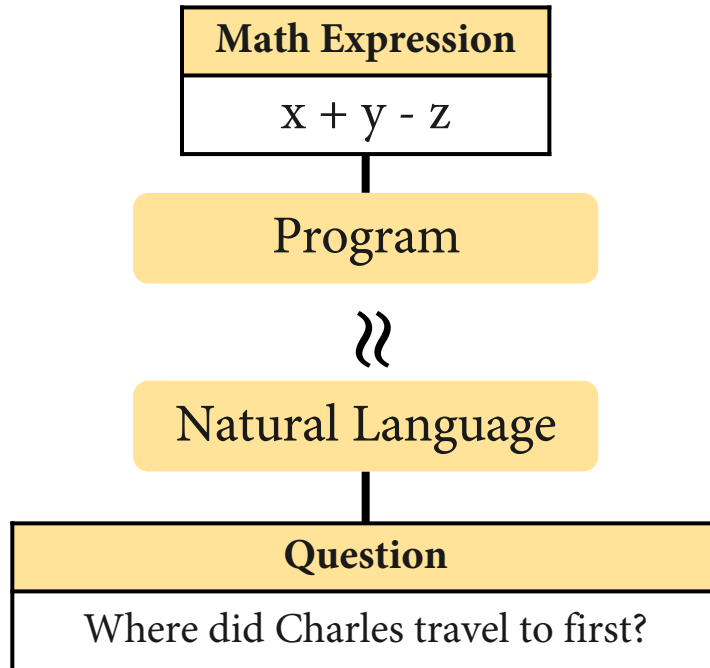 Math Expression
x + y - z
Program
≈
Natural Language
Question
Where did Charles travel to first?